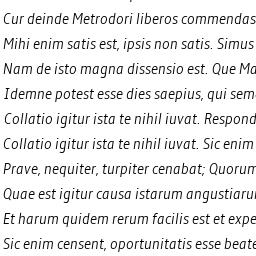 Cur deinde Metrodori liberos commendas
Mihi enim satis est, ipsis non satis. Simus
Nam de isto magna dissensio est. Que Ma
Idemne potest esse dies saepius, qui sem
Collatio igitur ista te nihil iuvat. Respond
Collatio igitur ista te nihil iuvat. Sic enim
Prave, nequiter, turpiter cenabat; Quorum
Quae est igitur causa istarum angustiaru
Et harum quidem rerum facilis est et expe
Sic enim censent, oportunitatis esse beate